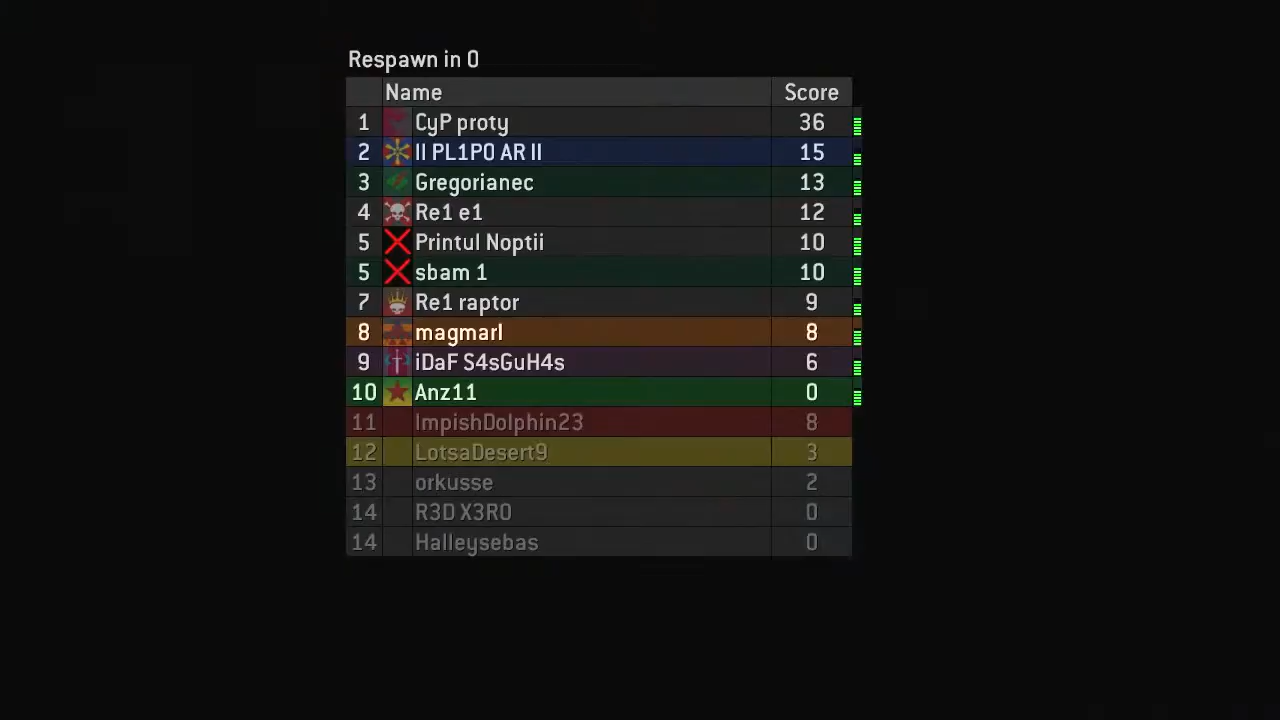 Respawn in 0
Name Score
1 CyP proty 36
2 II PL1P0 AR II 15
3 Gregorianec 13
4 Re1 e1 12
5 Printul Noptii 10
5 sbam 1 10
7 Re1 raptor 9
8 magmarl 8
9 iDaF S4sGuH4s 6
10 Anz11 0
11 ImpishDolphin23 8
12 LotsaDesert9 3
13 orkusse 2
14 R3D X3R0 0
14 Halleysebas 0